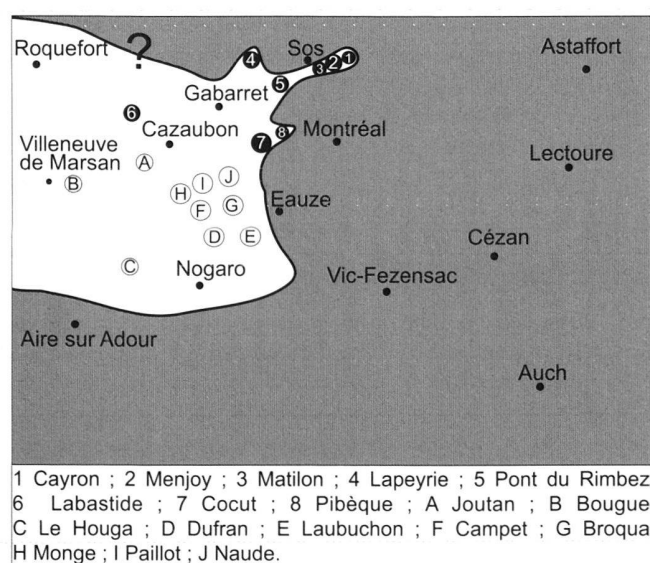 ?
Roquefort
Sos
Astaffort
4
3
2
1
Gabarret
5
6
Cazaubon
7
8
Montréal
Villeneuve
de Marsan
A
B
Lectoure
H
I
J
F
G
Eauze
D
E
Cézan
C
Nogaro
Vic-Fezensac
Aire sur Adour
Auch
1 Cayron ; 2 Menjoy ; 3 Matilon ; 4 Lapeyrie ; 5 Pont du Rimbez
6 Labastide ; 7 Cocut ; 8 Pibèque ; A Joutan ; B Bougue
C Le Houga ; D Dufran ; E Laubuchon ; F Campet ; G Broqua
H Monge ; I Paillot ; J Naude.